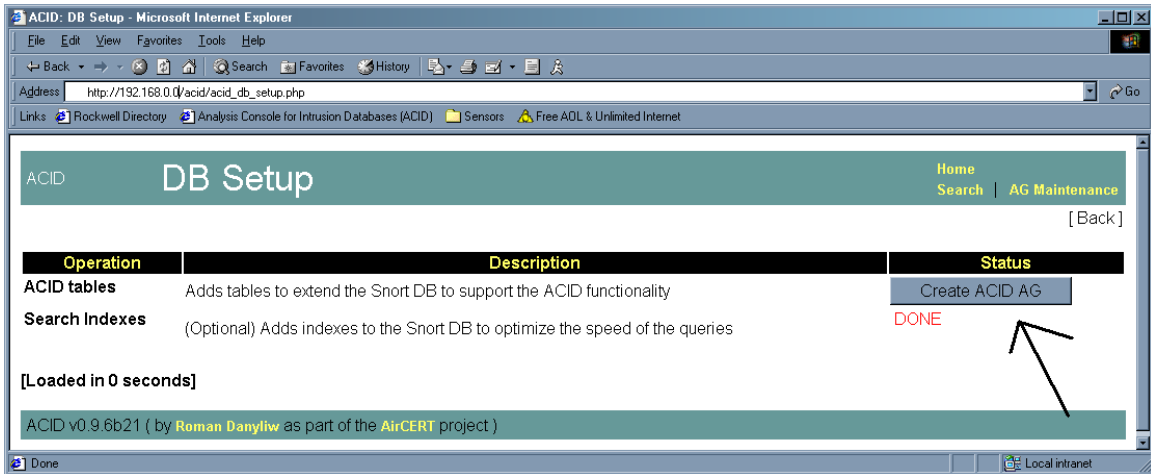 ACID: DB Setup - Microsoft Internet Explorer
File Edit View Favorites Tools Help
Back Search Favorites History
Address http://192.168.0.0/acid/acid_db_setup.php Go
Links Rockwell Directory Analysis Console for Intrusion Databases (ACID) Sensors Free AOL & Unlimited Internet
ACID DB Setup Home
Search | AG Maintenance
[ Back ]
Operation Description Status
ACID tables Adds tables to extend the Snort DB to support the ACID functionality Create ACID AG
Search Indexes (Optional) Adds indexes to the Snort DB to optimize the speed of the queries DONE
[Loaded in 0 seconds]
ACID v0.9.6b21 ( by Roman Danyliw as part of the AirCERT project )
Done Local intranet